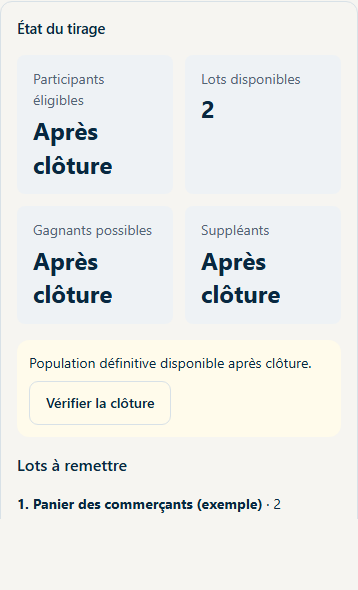 État du tirage
Participants
éligibles
Après
clôture
Lots disponibles
2
Gagnants possibles
Après
clôture
Suppléants
Après
clôture
Population définitive disponible après clôture.
Vérifier la clôture
Lots à remettre
1. Panier des commerçants (exemple) · 2